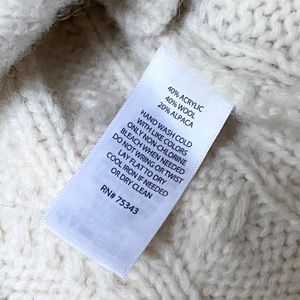 40% ACRYLIC
40% WOOL
20% ALPACA
HAND WASH COLD
WITH LIKE COLORS
ONLY NON-CHLORINE
BLEACH WHEN NEEDED
DO NOT WRING OR TWIST
LAY FLAT TO DRY
COOL IRON IF NEEDED
OR DRY CLEAN
RN# 75343